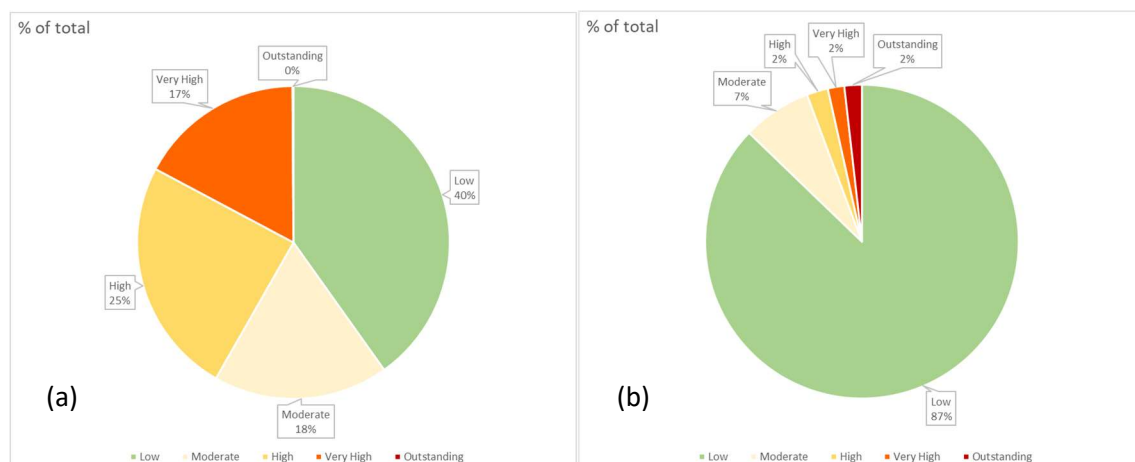 % of total
Outstanding
0%
Very High
17%
Low
40%
High
25%
Moderate
18%
(a)
Low Moderate High Very High Outstanding
% of total
High
2%
Very High
2%
Outstanding
2%
Moderate
7%
Low
87%
(b)
Low Moderate High Very High Outstanding